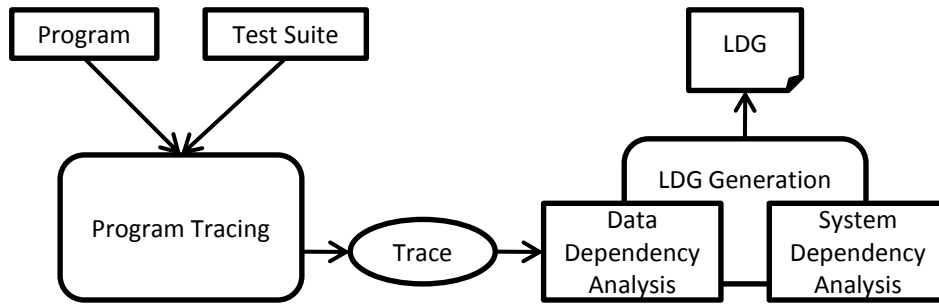 Program
Test Suite
LDG
LDG Generation
Program Tracing
Trace
Data
Dependency
Analysis
System
Dependency
Analysis